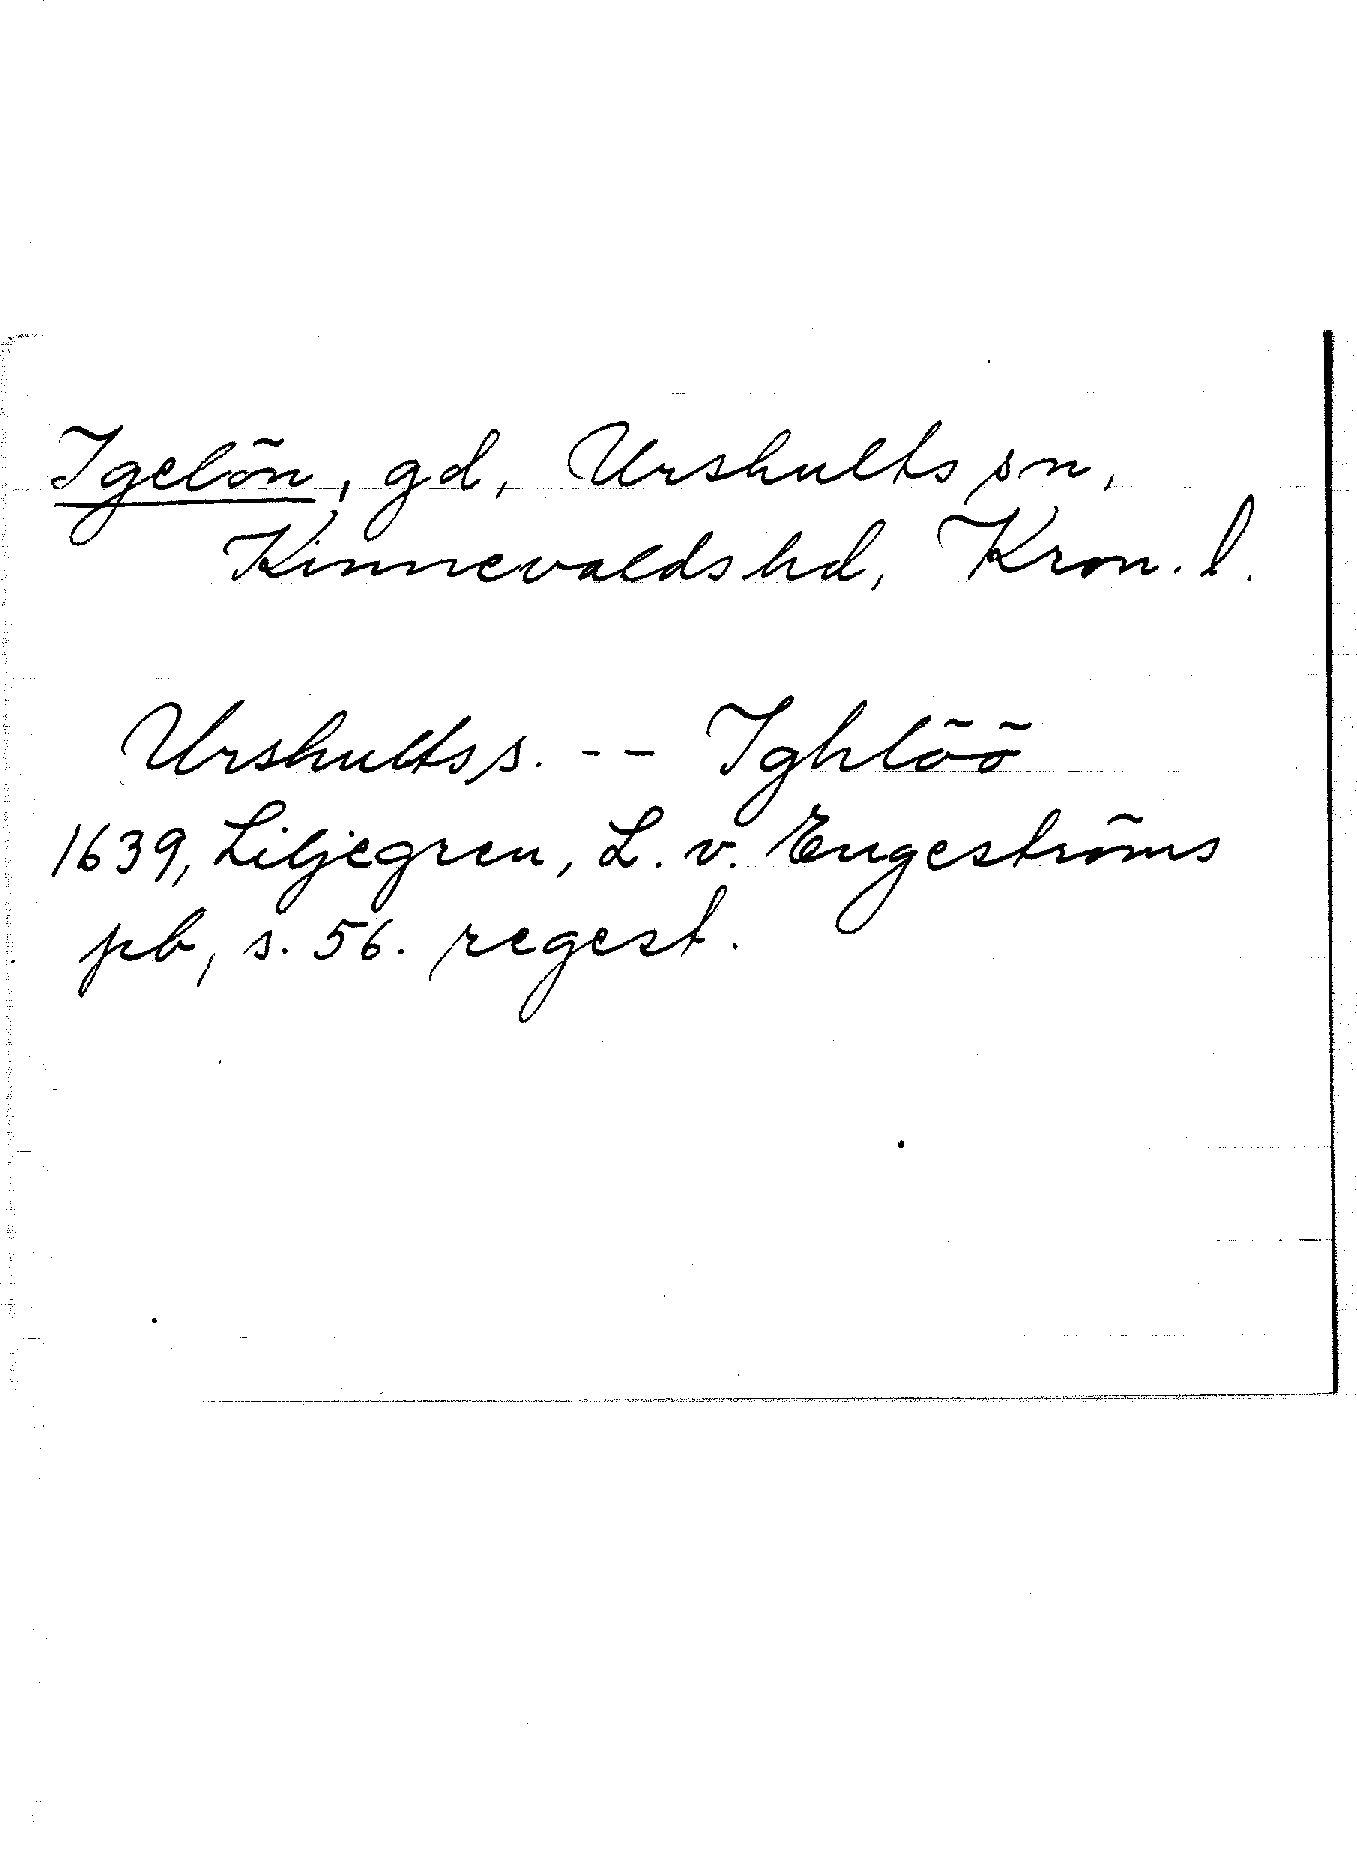 Igelön, gd, Urshults sn,
Kinnevalds hd, Kron. l.
Urshults s. -- Ighlöö
1639, Liljegren, L. v. Engeströms
pb, s. 56. regest.